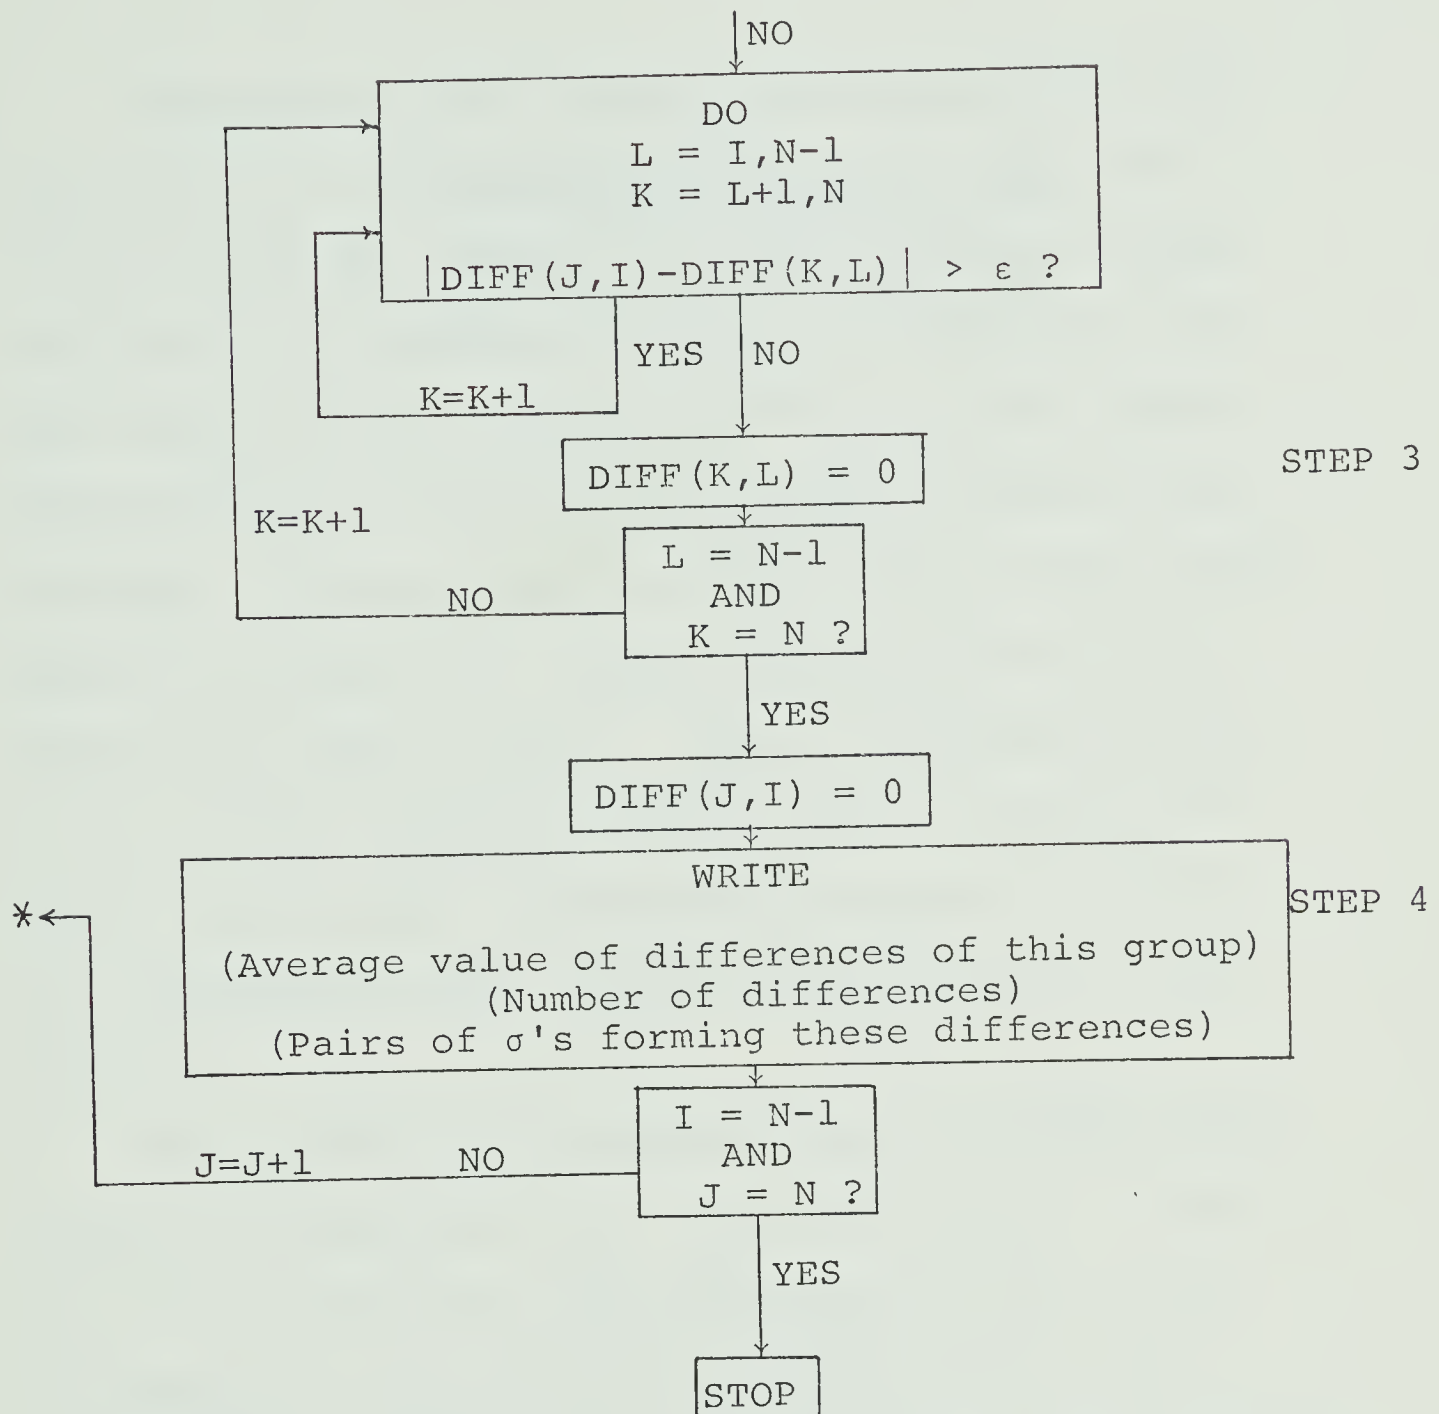 NO
DO
L = I,N-1
K = L+1,N
|DIFF(J,I)-DIFF(K,L)| > ε ?
YES
NO
K=K+1
DIFF(K,L) = 0
STEP 3
K=K+1
L = N-1
AND
K = N ?
NO
YES
DIFF(J,I) = 0
WRITE
STEP 4
*
(Average value of differences of this group)
(Number of differences)
(Pairs of σ's forming these differences)
I = N-1
AND
J = N ?
J=J+1
NO
YES
STOP